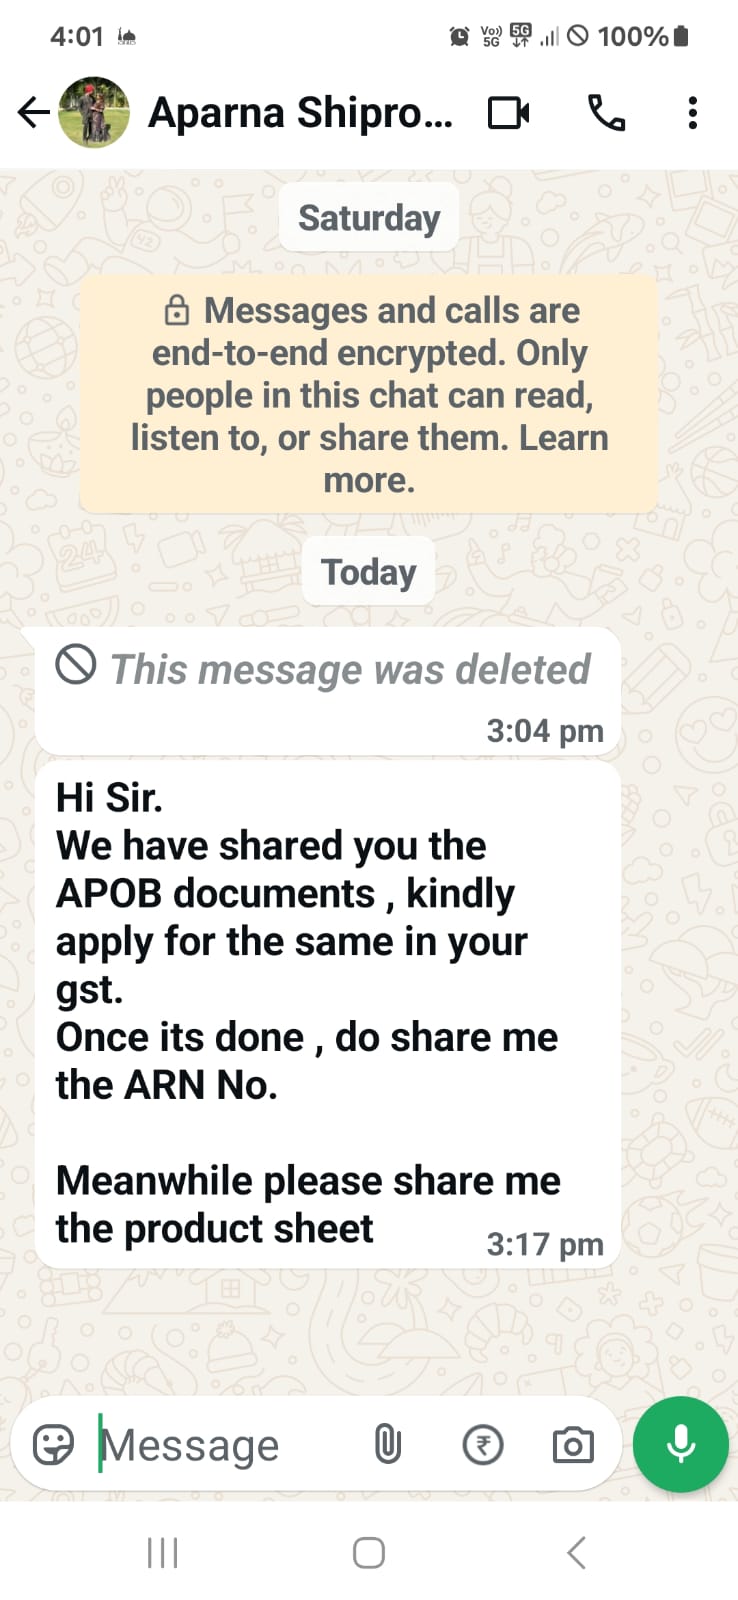 4:01
Vo) 5G 5G 100%
Aparna Shipro...
Saturday
Messages and calls are
end-to-end encrypted. Only
people in this chat can read,
listen to, or share them. Learn
more.
Today
This message was deleted
3:04 pm
Hi Sir.
We have shared you the
APOB documents , kindly
apply for the same in your
gst.
Once its done , do share me
the ARN No.
Meanwhile please share me
the product sheet
3:17 pm
Message